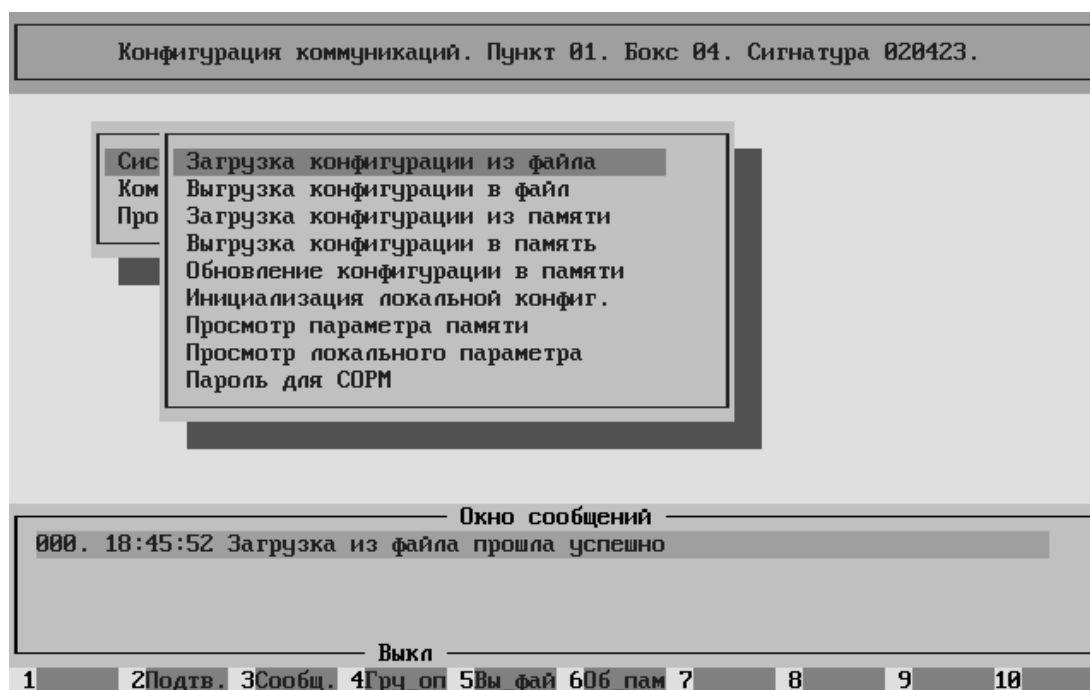 Конфигурация коммуникаций. Пункт 01. Бокс 04. Сигнатура 020423.
Сис
Ком
Про
Загрузка конфигурации из файла
Выгрузка конфигурации в файл
Загрузка конфигурации из памяти
Выгрузка конфигурации в память
Обновление конфигурации в памяти
Инициализация локальной конфиг.
Просмотр параметра памяти
Просмотр локального параметра
Пароль для СОРМ
Окно сообщений
000. 18:45:52 Загрузка из файла прошла успешно
Выкл
1 2Подтв. 3Сообщ. 4Гру_оп 5Вы_фай 6Об_пам 7 8 9 10